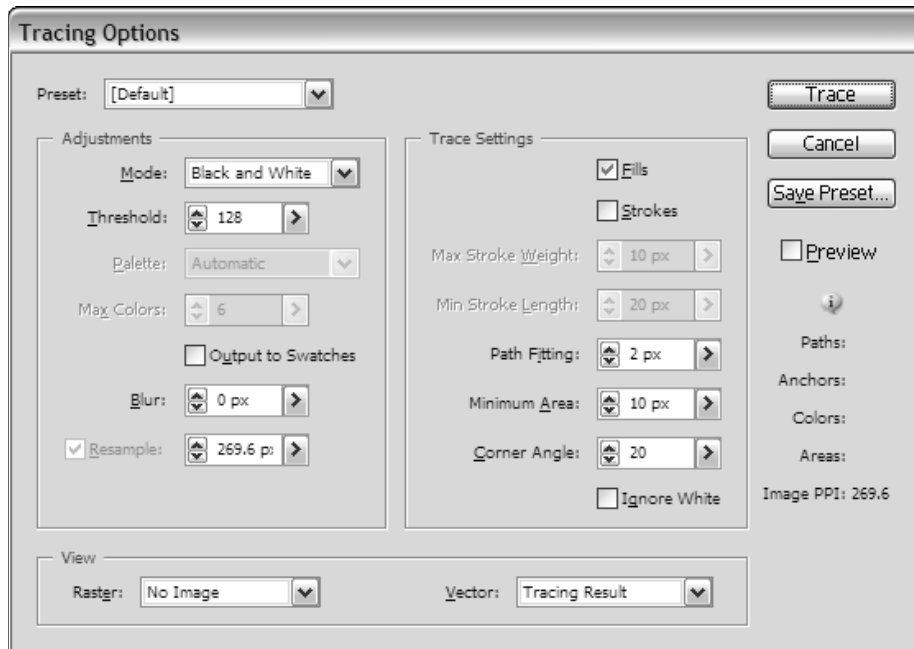 Tracing Options
Preset: [Default]
Trace
Cancel
Save Preset...
Preview
Adjustments
Mode: Black and White
Threshold: 128
Palette: Automatic
Max Colors: 6
Output to Swatches
Blur: 0 px
Resample: 269.6 p
Trace Settings
Fills
Strokes
Max Stroke Weight: 10 px
Min Stroke Length: 20 px
Path Fitting: 2 px
Minimum Area: 10 px
Corner Angle: 20
Ignore White
Paths:
Anchors:
Colors:
Areas:
Image PPI: 269.6
View
Raster: No Image
Vector: Tracing Result